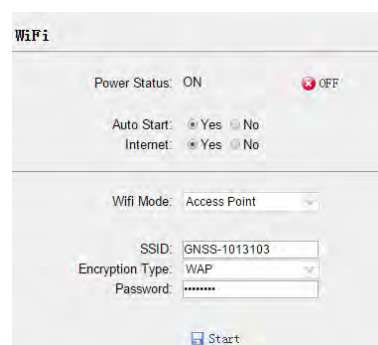 WiFi
Power Status: ON OFF
Auto Start: Yes No
Internet: Yes No
Wifi Mode: Access Point
SSID: GNSS-1013103
Encryption Type: WAP
Password: ••••••••
Start